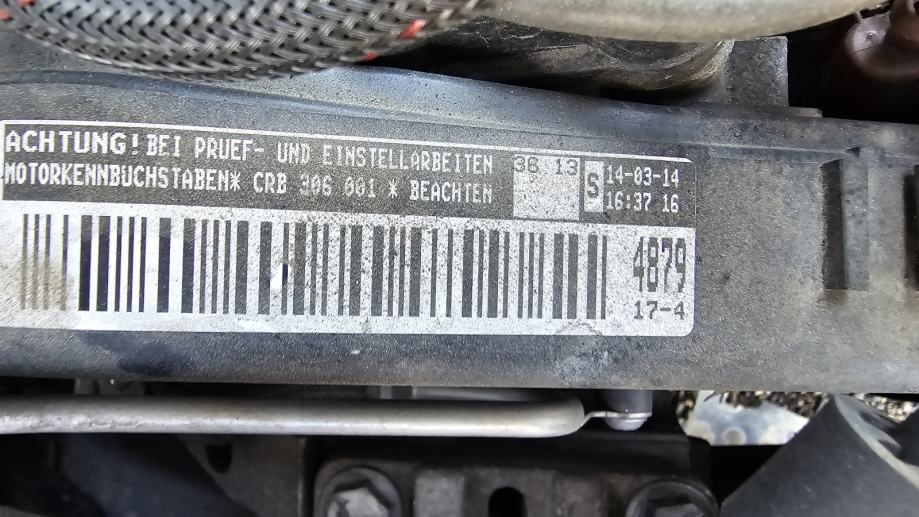 ACHTUNG! BEI PRUEF- UND EINSTELLARBEITEN
MOTORKENNBUCHSTABEN* CRB 306 001 * BEACHTEN
38 13
S
14-03-14
16:37 16
4879
17-4